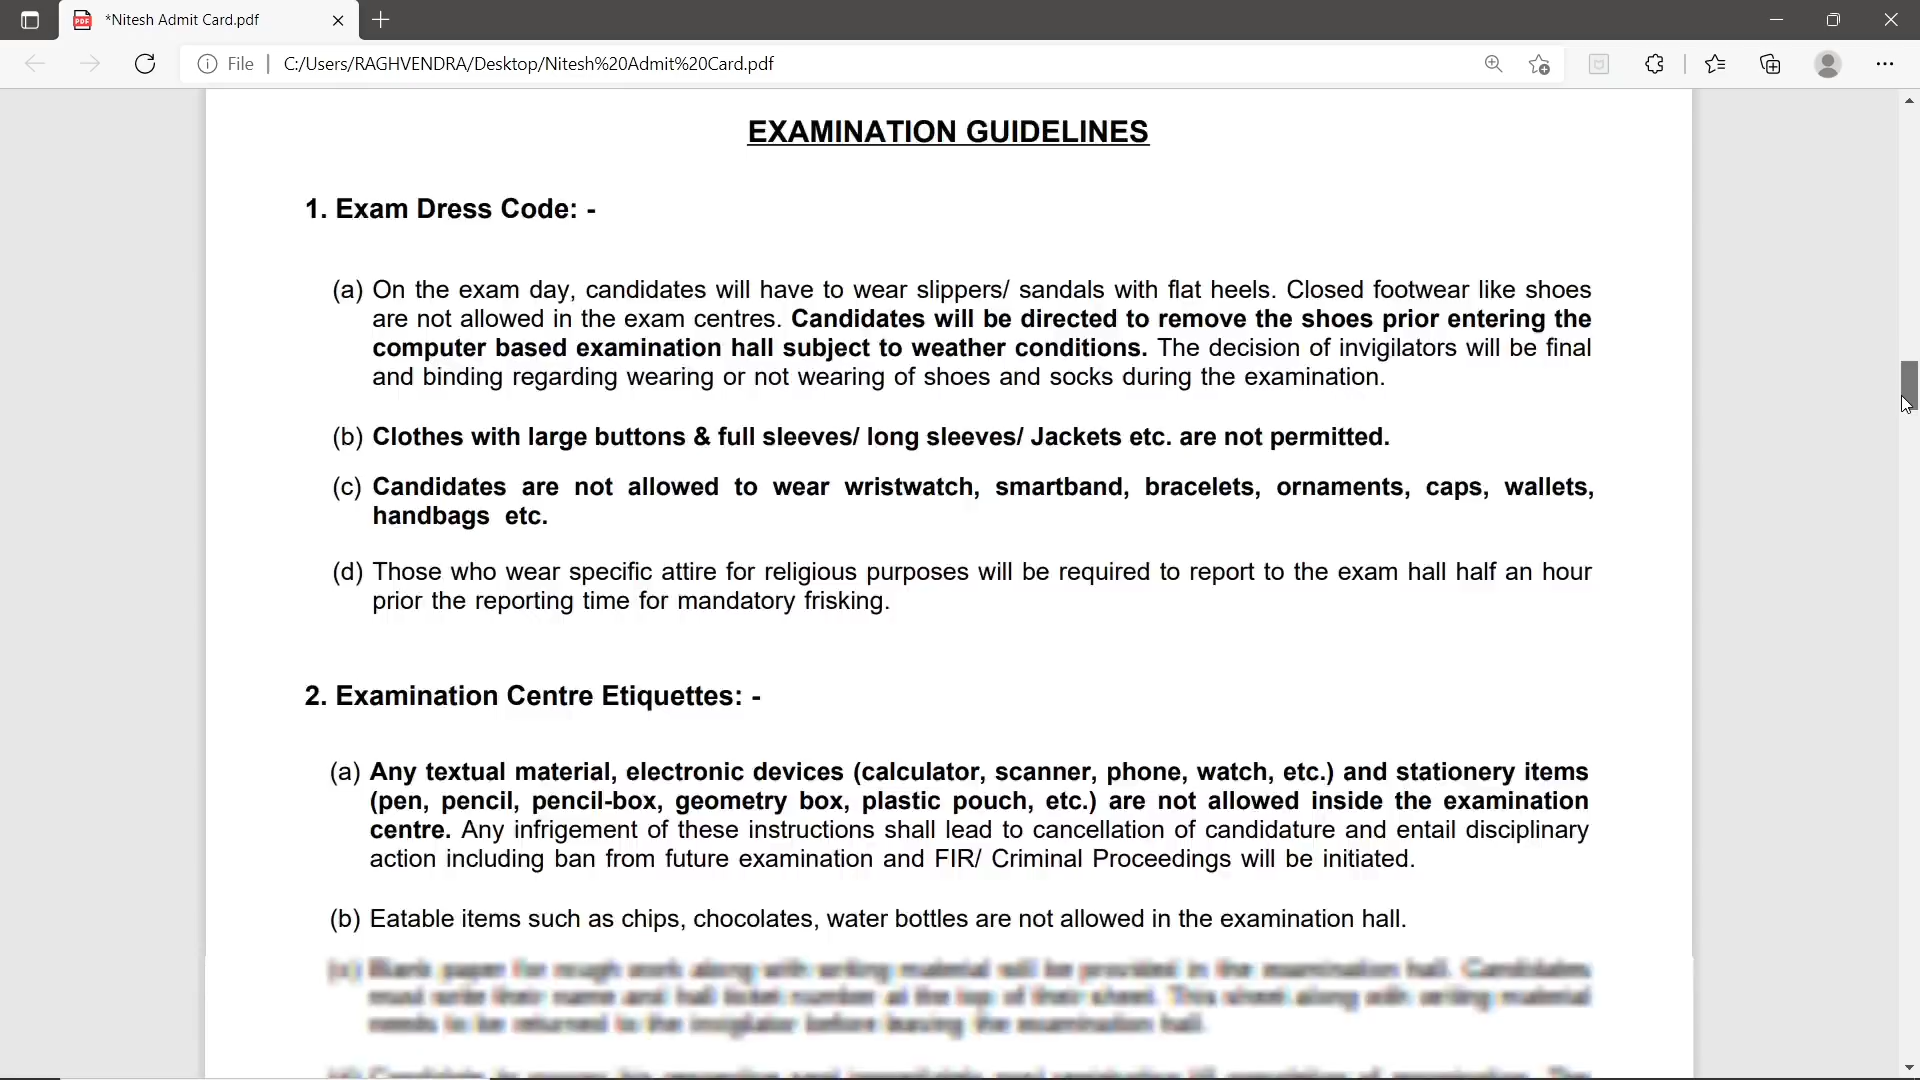 *Nitesh Admit Card.pdf
File
C:/Users/RAGHVENDRA/Desktop/Nitesh%20Admit%20Card.pdf
EXAMINATION GUIDELINES
1. Exam Dress Code: -
(a) On the exam day, candidates will have to wear slippers/ sandals with flat heels. Closed footwear like shoes
are not allowed in the exam centres. Candidates will be directed to remove the shoes prior entering the
computer based examination hall subject to weather conditions. The decision of invigilators will be final
and binding regarding wearing or not wearing of shoes and socks during the examination.
(b) Clothes with large buttons & full sleeves/ long sleeves/ Jackets etc. are not permitted.
(c) Candidates are not allowed to wear wristwatch, smartband, bracelets, ornaments, caps, wallets,
handbags etc.
(d) Those who wear specific attire for religious purposes will be required to report to the exam hall half an hour
prior the reporting time for mandatory frisking.
2. Examination Centre Etiquettes: -
(a) Any textual material, electronic devices (calculator, scanner, phone, watch, etc.) and stationery items
(pen, pencil, pencil-box, geometry box, plastic pouch, etc.) are not allowed inside the examination
centre. Any infrigement of these instructions shall lead to cancellation of candidature and entail disciplinary
action including ban from future examination and FIR/ Criminal Proceedings will be initiated.
(b) Eatable items such as chips, chocolates, water bottles are not allowed in the examination hall.